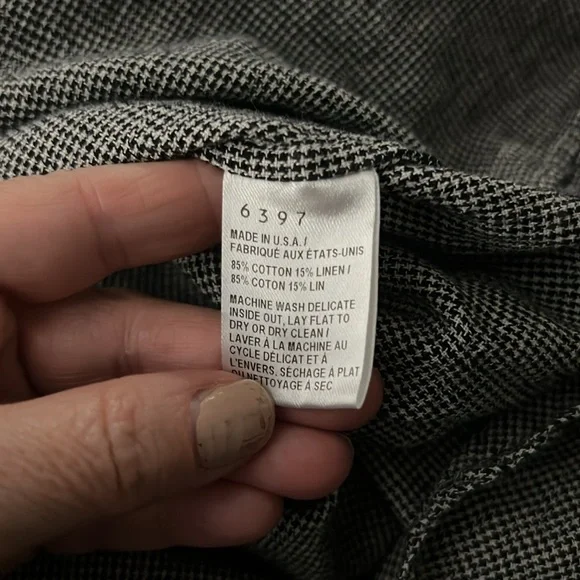 6397
MADE IN U.S.A. /
FABRIQUÉ AUX ÉTATS-UNIS
85% COTTON 15% LINEN /
85% COTON 15% LIN
MACHINE WASH DELICATE
INSIDE OUT, LAY FLAT TO
DRY OR DRY CLEAN /
LAVER À LA MACHINE AU
CYCLE DÉLICAT ET À
L'ENVERS, SÉCHAGE À PLAT
OU NETTOYAGE À SEC